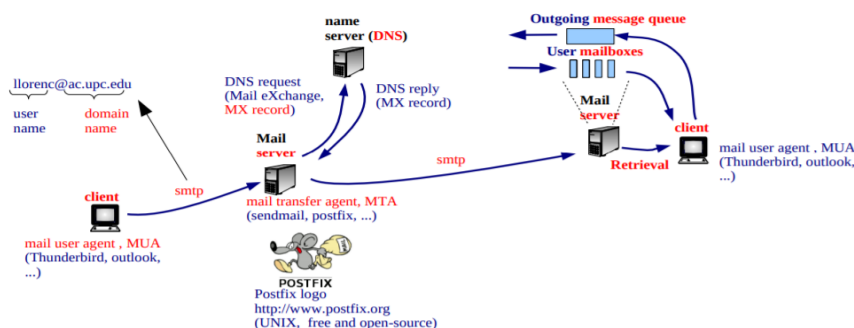 name
server (DNS)
Outgoing message queue
User mailboxes
llorenc@ac.upc.edu
user
name
domain
name
DNS request
(Mail eXchange,
MX record)
DNS reply
(MX record)
Mail
server
Mail
server
client
smtp
smtp
Retrieval
mail user agent , MUA
(Thunderbird, outlook,
...)
client
mail transfer agent, MTA
(sendmail, postfix, ...)
mail user agent , MUA
(Thunderbird, outlook,
...)
POSTFIX
Postfix logo
http://www.postfix.org
(UNIX, free and open-source)